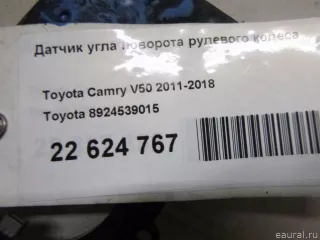 Датчик угла поворота рулевого колеса
Toyota Camry V50 2011-2018
Toyota 8924539015
22 624 767
eaural.ru